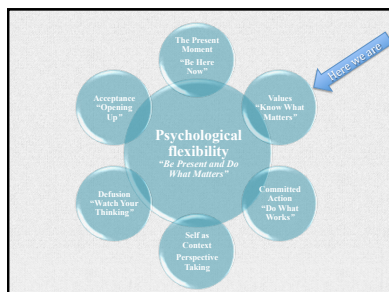 The Present
Moment
"Be Here
Now"
Here we are
Values
"Know What
Matters"
Acceptance
"Opening
Up"
Psychological
flexibility
"Be Present and Do
What Matters"
Committed
Action
"Do What
Works"
Defusion
"Watch Your
Thinking"
Self as
Context
Perspective
Taking